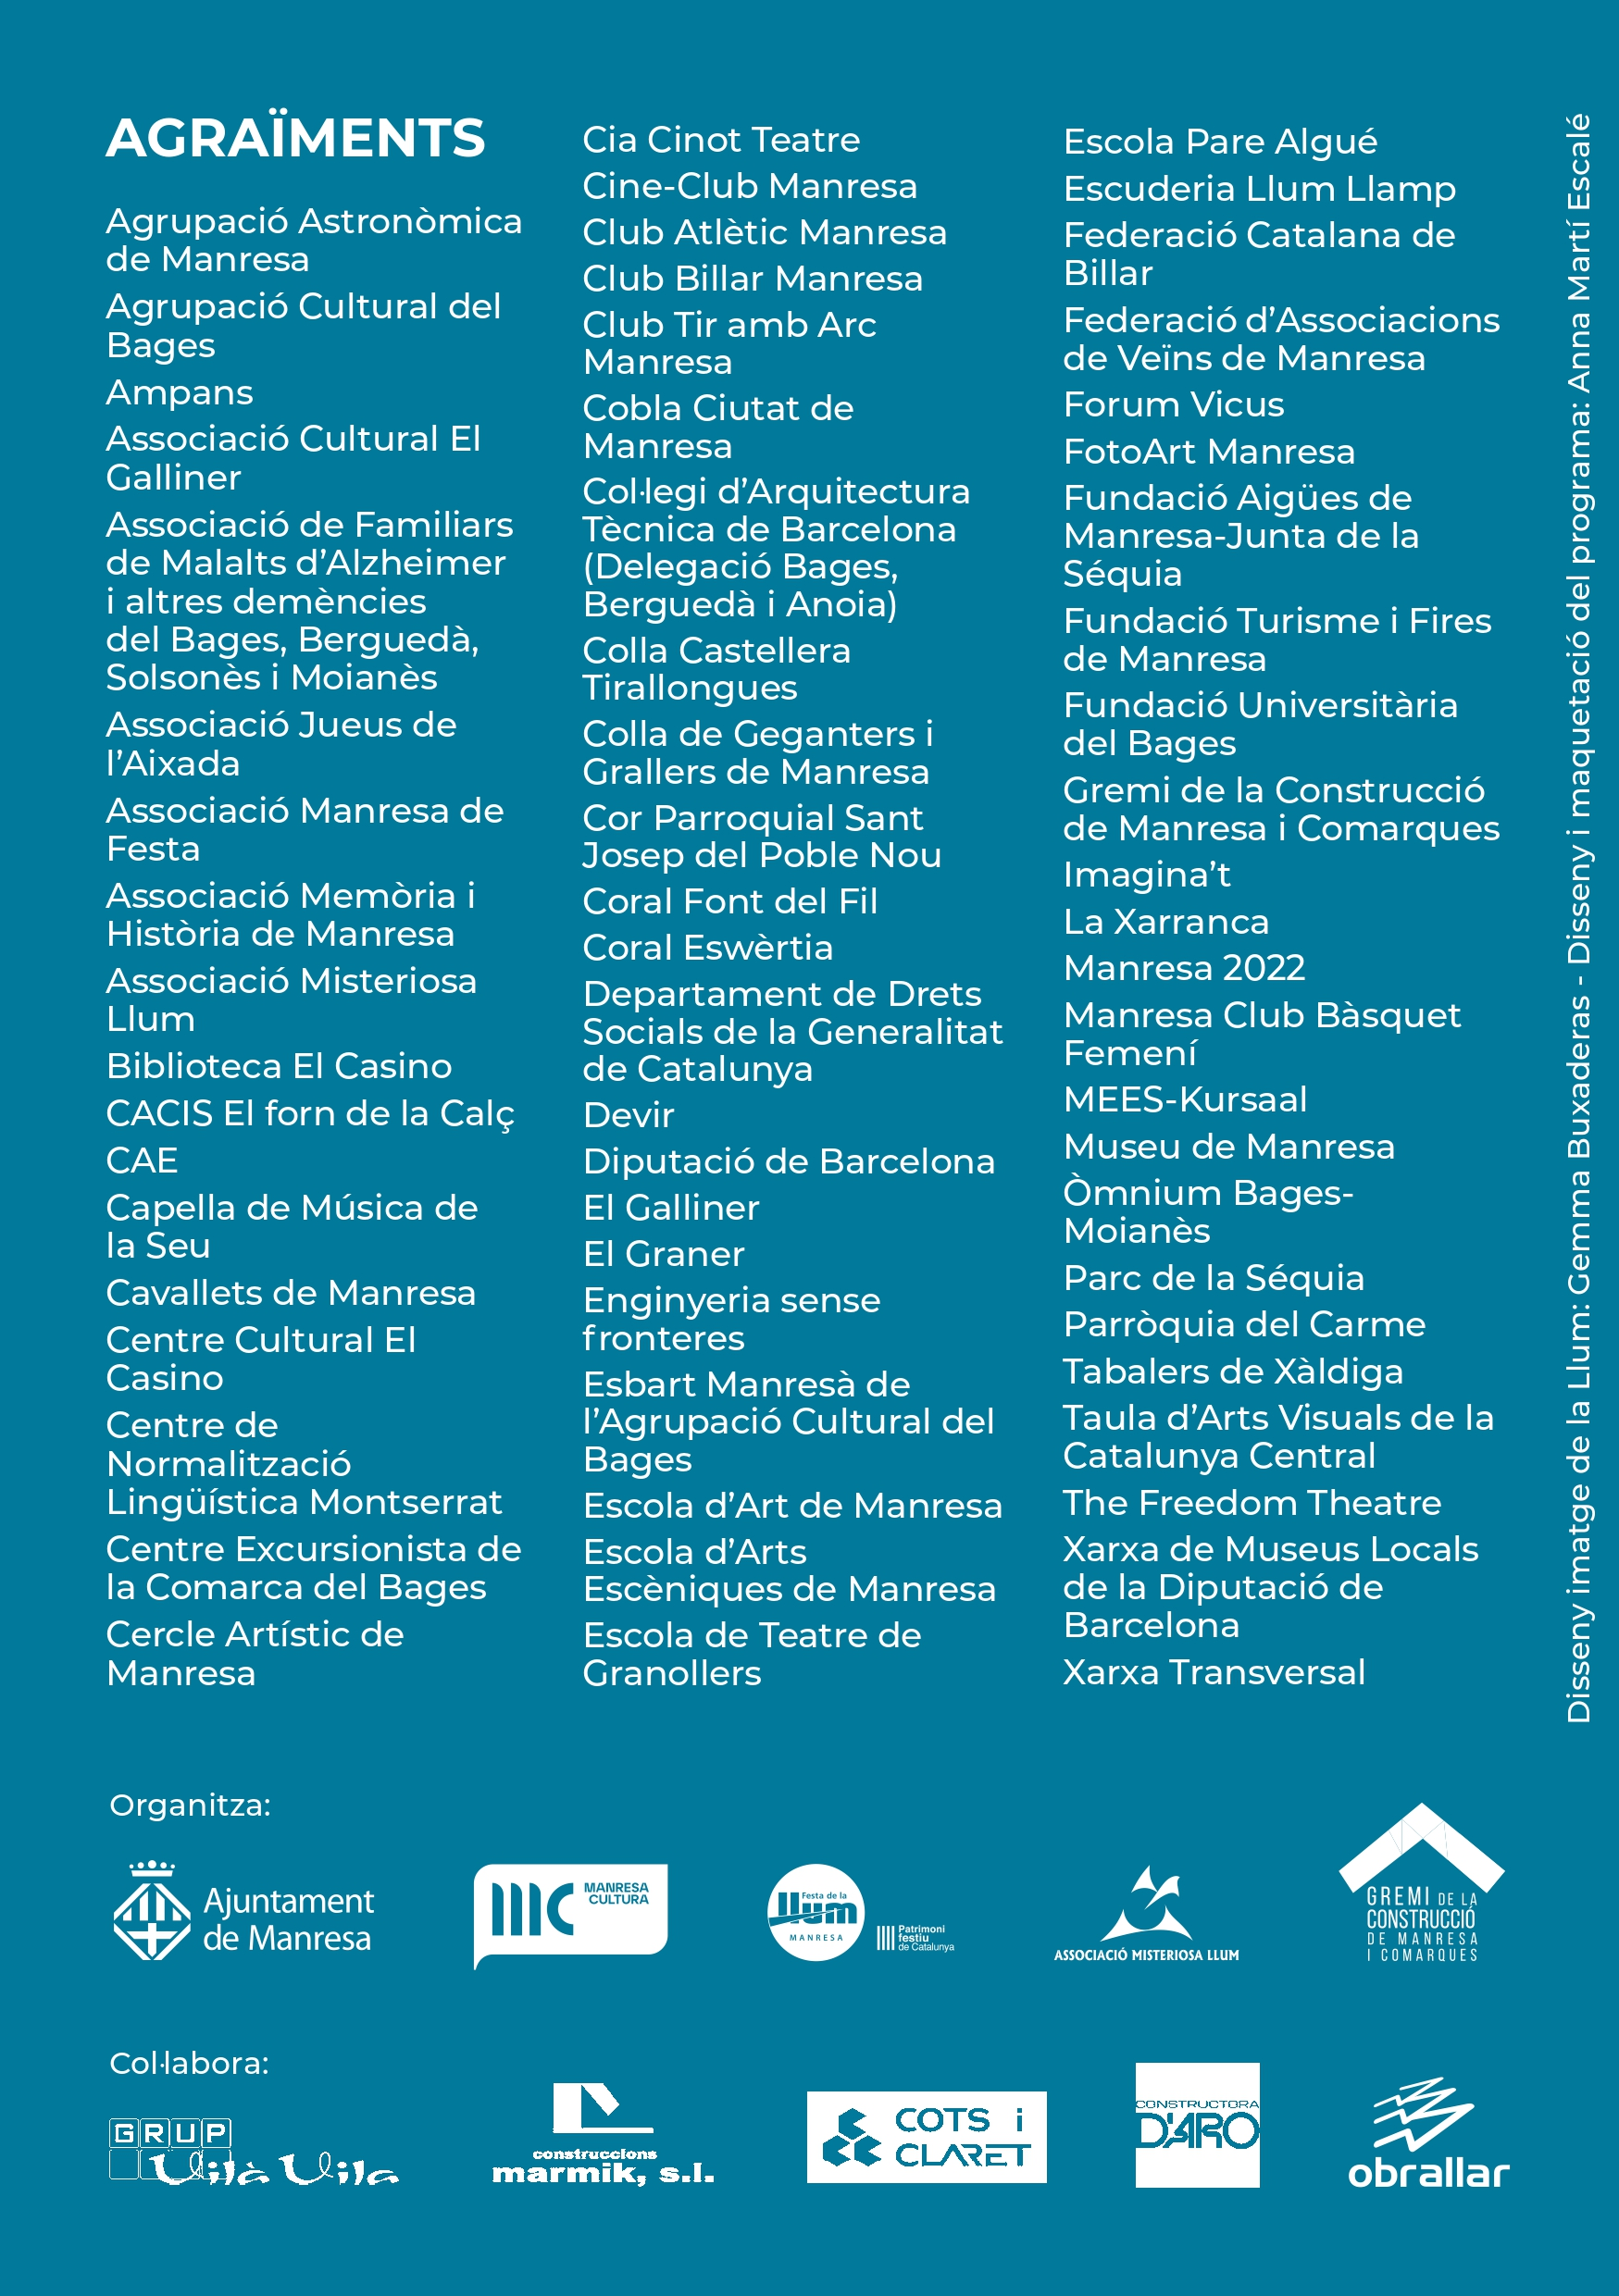 AGRAÏMENTS
Agrupació Astronòmica
de Manresa
Agrupació Cultural del
Bages
Ampans
Associació Cultural El
Galliner
Associació de Familiars
de Malalts d’Alzheimer
i altres demències
del Bages, Berguedà,
Solsonès i Moianès
Associació Jueus de
l’Aixada
Associació Manresa de
Festa
Associació Memòria i
Història de Manresa
Associació Misteriosa
Llum
Biblioteca El Casino
CACIS El forn de la Calç
CAE
Capella de Música de
la Seu
Cavallets de Manresa
Centre Cultural El
Casino
Centre de
Normalització
Lingüística Montserrat
Centre Excursionista de
la Comarca del Bages
Cercle Artístic de
Manresa
Cia Cinot Teatre
Cine-Club Manresa
Club Atlètic Manresa
Club Billar Manresa
Club Tir amb Arc
Manresa
Cobla Ciutat de
Manresa
Col·legi d’Arquitectura
Tècnica de Barcelona
(Delegació Bages,
Berguedà i Anoia)
Colla Castellera
Tirallongues
Colla de Geganters i
Grallers de Manresa
Cor Parroquial Sant
Josep del Poble Nou
Coral Font del Fil
Coral Eswèrtia
Departament de Drets
Socials de la Generalitat
de Catalunya
Devir
Diputació de Barcelona
El Galliner
El Graner
Enginyeria sense
fronteres
Esbart Manresà de
l’Agrupació Cultural del
Bages
Escola d’Art de Manresa
Escola d’Arts
Escèniques de Manresa
Escola de Teatre de
Granollers
Escola Pare Algué
Escuderia Llum Llamp
Federació Catalana de
Billar
Federació d’Associacions
de Veïns de Manresa
Forum Vicus
FotoArt Manresa
Fundació Aigües de
Manresa-Junta de la
Séquia
Fundació Turisme i Fires
de Manresa
Fundació Universitària
del Bages
Gremi de la Construcció
de Manresa i Comarques
Imagina’t
La Xarranca
Manresa 2022
Manresa Club Bàsquet
Femení
MEES-Kursaal
Museu de Manresa
Òmnium Bages-
Moianès
Parc de la Séquia
Parròquia del Carme
Tabalers de Xàldiga
Taula d’Arts Visuals de la
Catalunya Central
The Freedom Theatre
Xarxa de Museus Locals
de la Diputació de
Barcelona
Xarxa Transversal
Disseny imatge de la Llum: Gemma Buxaderas - Disseny i maquetació del programa: Anna Martí Escalé
Organitza:
Ajuntament
de Manresa
mc
MANRESA
CULTURA
Festa de la
llum
MANRESA
Patrimoni
festiu
de Catalunya
ASSOCIACIÓ MISTERIOSA LLUM
GREMI DE LA
CONSTRUCCIÓ
DE MANRESA
I COMARQUES
Col·labora:
GRUP
Vilà Vila
construccions
marmik, s.l.
COTS i
CLARET
CONSTRUCTORA
D'ARO
obrallar